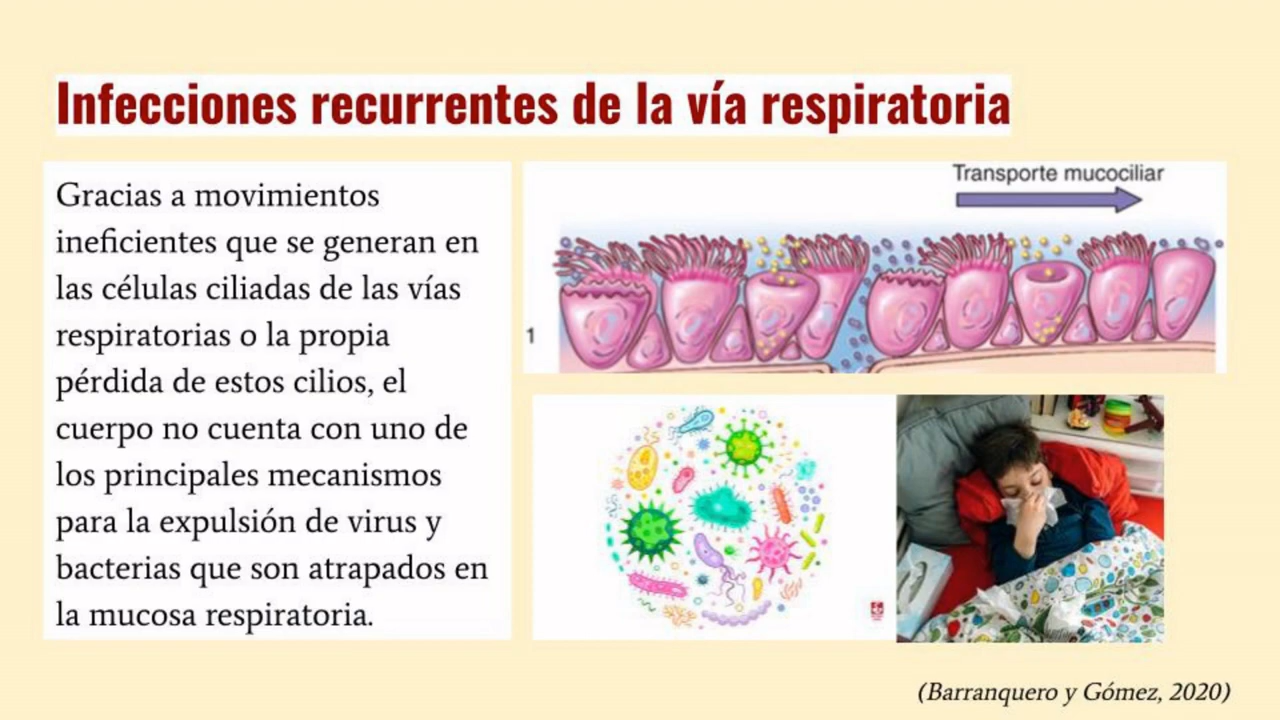 Infecciones recurrentes de la vía respiratoria
Gracias a movimientos
ineficientes que se generan en
las células ciliadas de las vías
respiratorias o la propia
pérdida de estos cilios, el
cuerpo no cuenta con uno de
los principales mecanismos
para la expulsión de virus y
bacterias que son atrapados en
la mucosa respiratoria.
Transporte mucociliar
1
(Barranquero y Gómez, 2020)